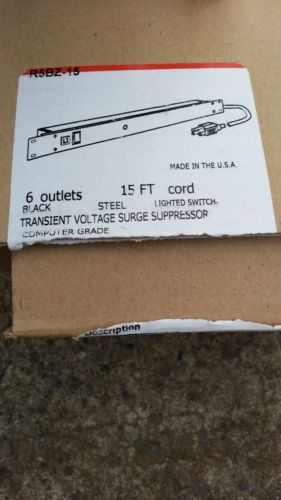 R5BZ-15
MADE IN THE U.S.A.
6 outlets 15 FT cord
BLACK STEEL LIGHTED SWITCH-
TRANSIENT VOLTAGE SURGE SUPPRESSOR
COMPUTER GRADE
Description